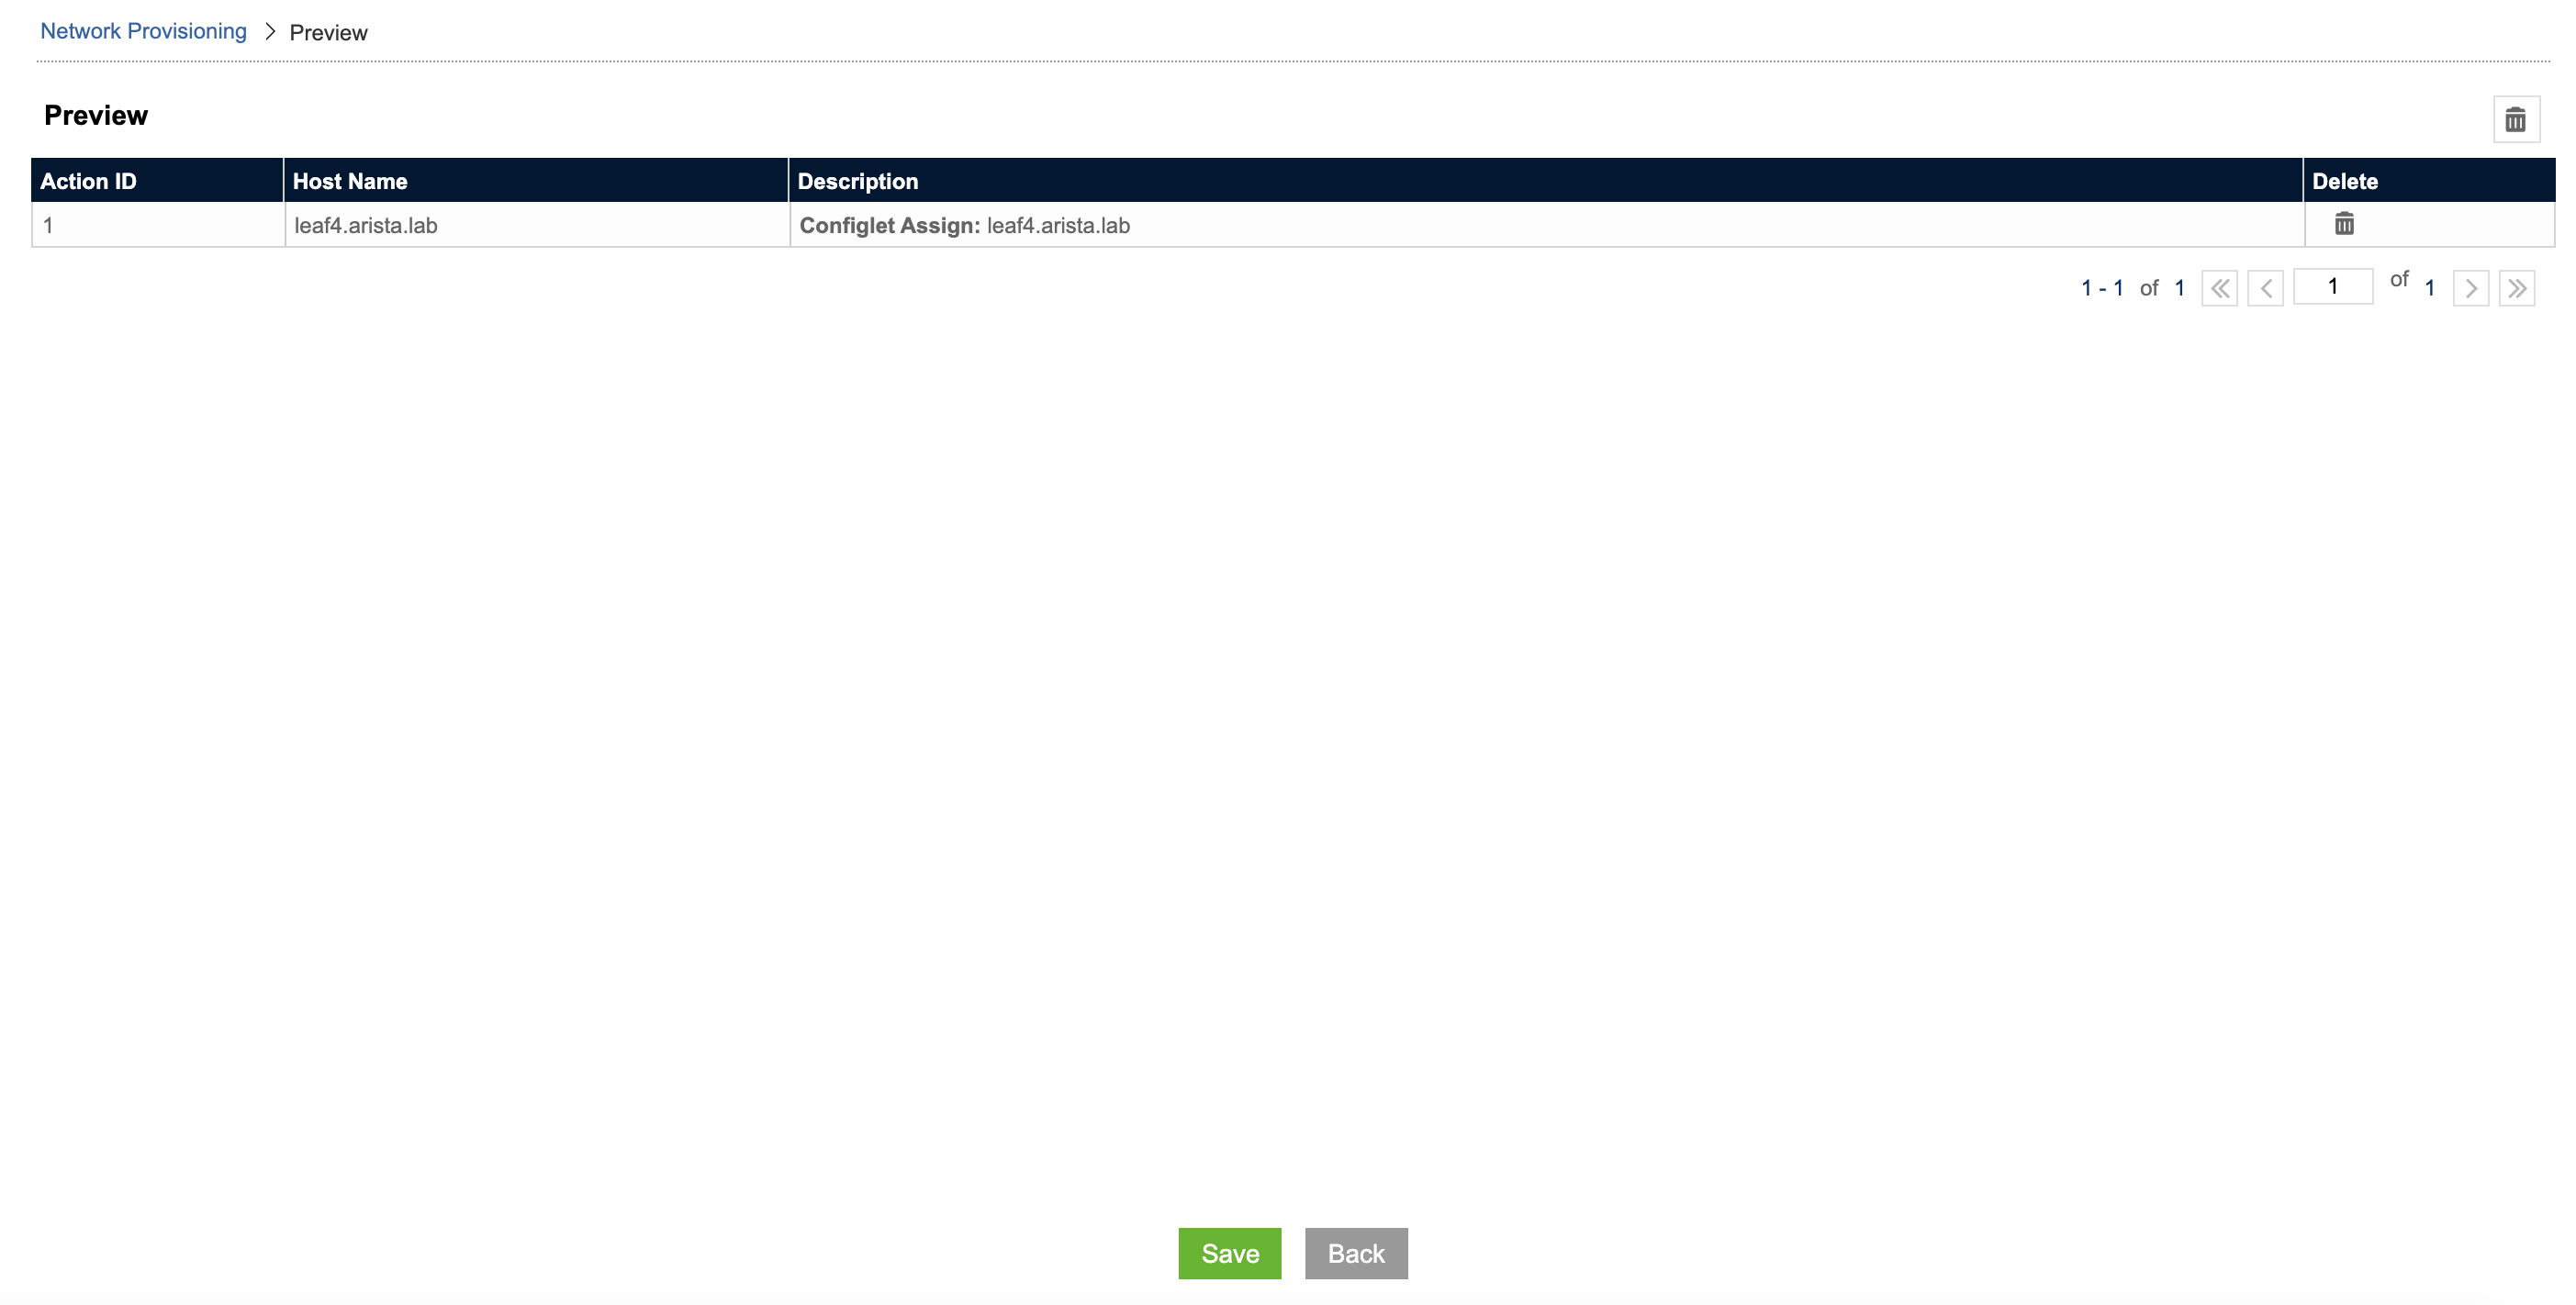 Network Provisioning > Preview
Preview
Action ID Host Name Description Delete
1 leaf4.arista.lab Configlet Assign: leaf4.arista.lab
1 - 1 of 1 1 of 1
Save Back